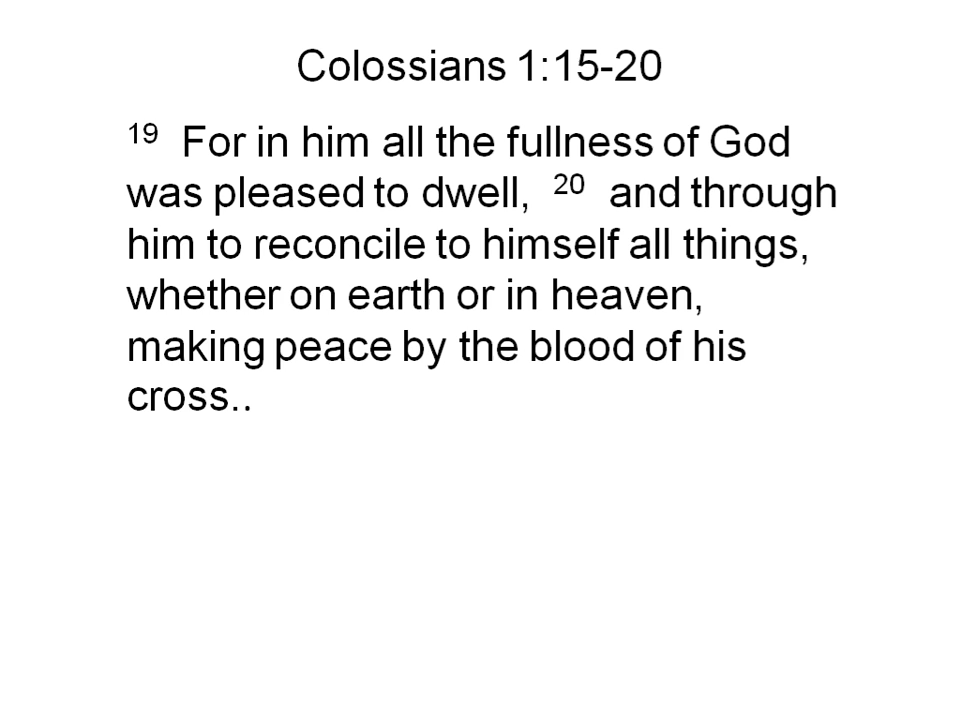 Colossians 1:15-20
19 For in him all the fullness of God
was pleased to dwell, 20 and through
him to reconcile to himself all things,
whether on earth or in heaven,
making peace by the blood of his
cross..